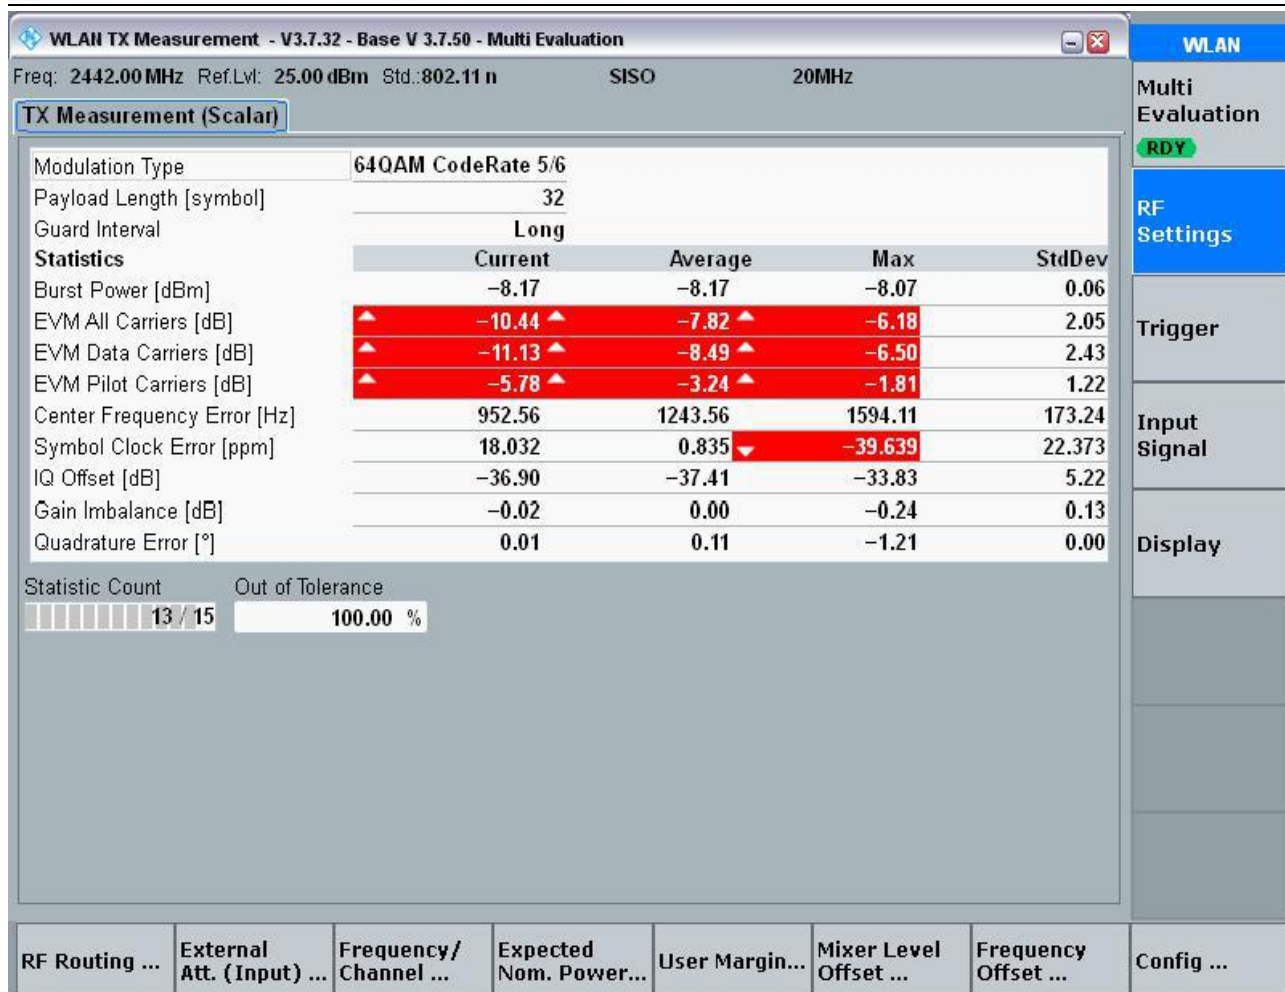 WLAN TX Measurement - V3.7.32 - Base V 3.7.50 - Multi Evaluation
WLAN
Freq: 2442.00 MHz Ref.Lvl: 25.00 dBm Std.:802.11 n SISO 20MHz
Multi
Evaluation
RDY
TX Measurement (Scalar)
Modulation Type 64QAM CodeRate 5/6
Payload Length [symbol] 32
Guard Interval Long
RF
Settings
Statistics Current Average Max StdDev
Burst Power [dBm] −8.17 −8.17 −8.07 0.06
EVM All Carriers [dB] −10.44 −7.82 −6.18 2.05
Trigger
EVM Data Carriers [dB] −11.13 −8.49 −6.50 2.43
EVM Pilot Carriers [dB] −5.78 −3.24 −1.81 1.22
Center Frequency Error [Hz] 952.56 1243.56 1594.11 173.24
Input
Signal
Symbol Clock Error [ppm] 18.032 0.835 −39.639 22.373
IQ Offset [dB] −36.90 −37.41 −33.83 5.22
Gain Imbalance [dB] −0.02 0.00 −0.24 0.13
Quadrature Error [°] 0.01 0.11 −1.21 0.00
Display
Statistic Count Out of Tolerance
13 / 15 100.00 %
RF Routing ...
External
Att. (Input) ...
Frequency/
Channel ...
Expected
Nom. Power...
User Margin...
Mixer Level
Offset ...
Frequency
Offset ...
Config ...